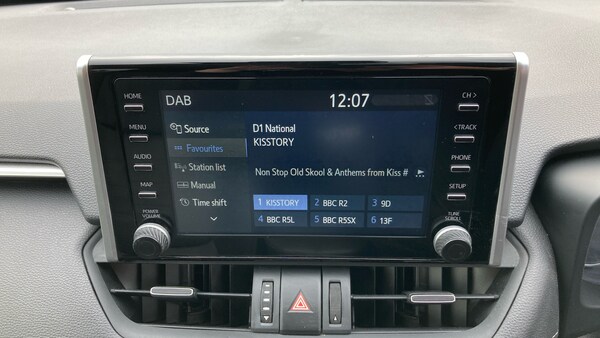 DAB 12:07
HOME
MENU
AUDIO
MAP
POWER
VOLUME
CH >
< TRACK
PHONE
SETUP
TUNE
SCROLL
Source
Favourites
Station list
Manual
Time shift
D1 National
KISSTORY
Non Stop Old Skool & Anthems from Kiss #
1 KISSTORY 2 BBC R2 3 9D
4 BBC R5L 5 BBC R5SX 6 13F